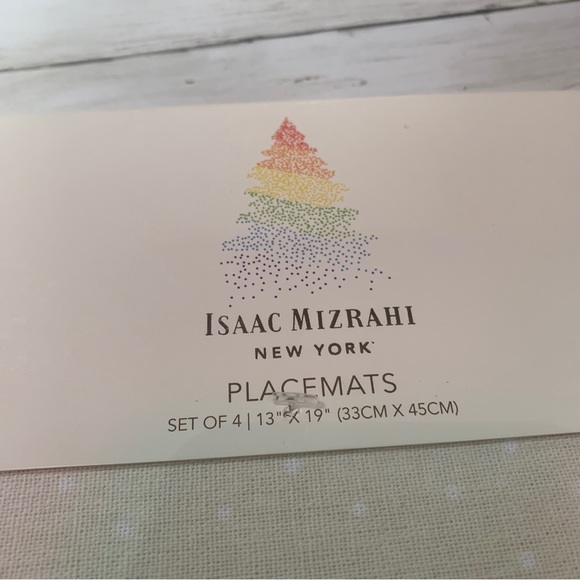 ISAAC MIZRAHI
NEW YORK
PLACEMATS
SET OF 4 | 13" X 19" (33CM X 45CM)